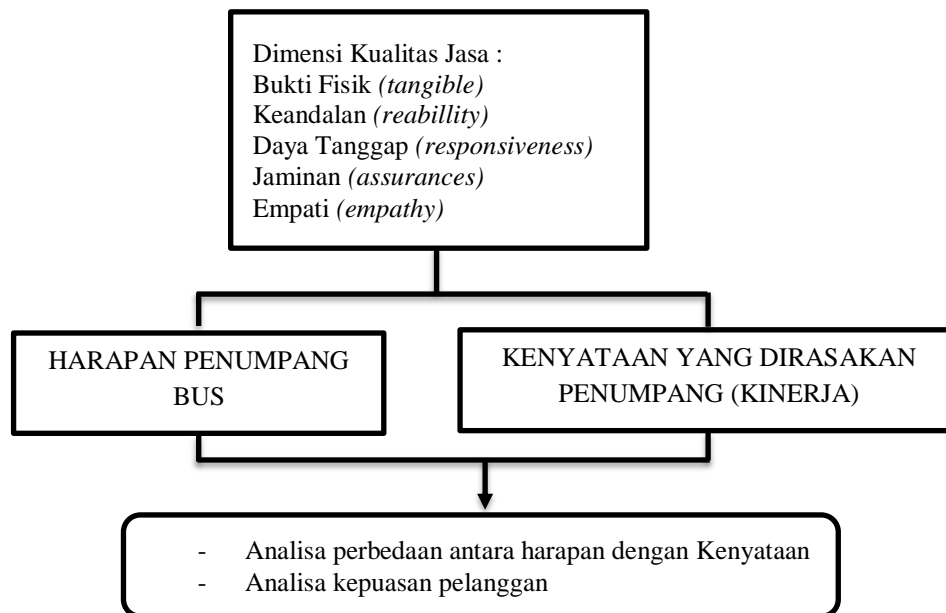 Dimensi Kualitas Jasa :
Bukti Fisik (tangible)
Keandalan (reabillity)
Daya Tanggap (responsiveness)
Jaminan (assurances)
Empati (empathy)
HARAPAN PENUMPANG
BUS
KENYATAAN YANG DIRASAKAN
PENUMPANG (KINERJA)
- Analisa perbedaan antara harapan dengan Kenyataan
- Analisa kepuasan pelanggan